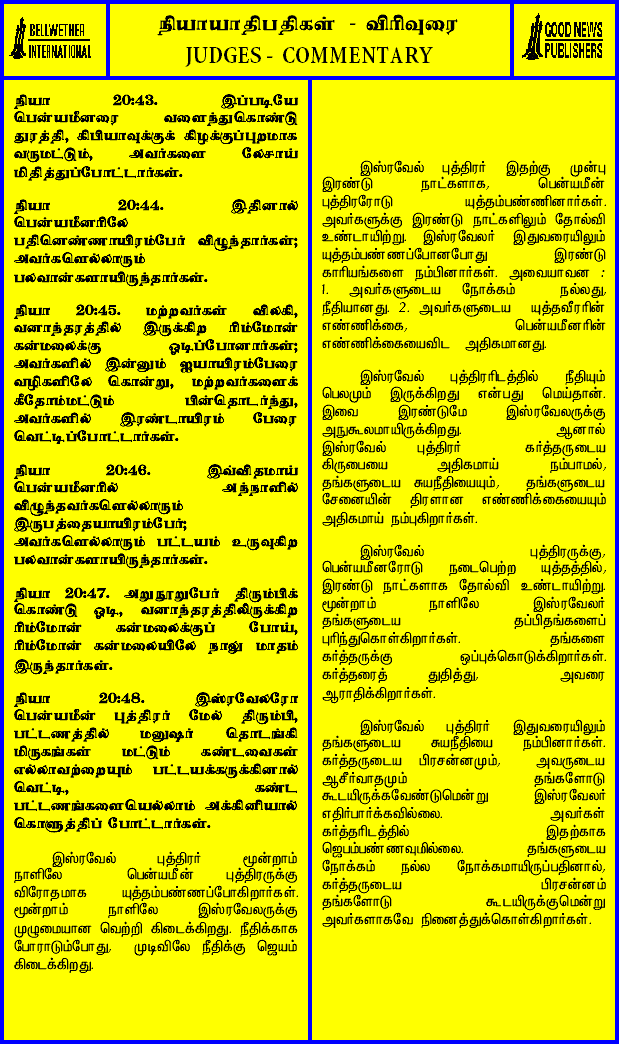 BELLWETHER
INTERNATIONAL
நியாயாதிபதிகள் - விரிவுரை
JUDGES - COMMENTARY
GOOD NEWS
PUBLISHERS
நியா 20:43. இப்படியே
பென்யமீனரை வளைந்துகொண்டு
துரத்தி, கிபியாவுக்குக் கிழக்குப்புறமாக
வருமட்டும், அவர்களை லேசாய்
மிதித்துப்போட்டார்கள்.
நியா 20:44. இதினால்
பென்யமீனரிலே
பதினெண்ணாயிரம்பேர் விழுந்தார்கள்;
அவர்களெல்லாரும்
பலவான்களாயிருந்தார்கள்.
நியா 20:45. மற்றவர்கள் விலகி,
வனாந்தரத்தில் இருக்கிற ரிம்மோன்
கன்மலைக்கு ஓடிப்போனார்கள்;
அவர்களில் இன்னும் ஐயாயிரம்பேரை
வழிகளிலே கொன்று, மற்றவர்களைக்
கீதோம்மட்டும் பின்தொடர்ந்து,
அவர்களில் இரண்டாயிரம் பேரை
வெட்டிப்போட்டார்கள்.
நியா 20:46. இவ்விதமாய்
பென்யமீனரில் அந்நாளில்
விழுந்தவர்களெல்லாரும்
இருபத்தையாயிரம்பேர்;
அவர்களெல்லாரும் பட்டயம் உருவுகிற
பலவான்களாயிருந்தார்கள்.
நியா 20:47. அறுநூறுபேர் திரும்பிக்
கொண்டு ஓடி, வனாந்தரத்திலிருக்கிற
ரிம்மோன் கன்மலைக்குப் போய்,
ரிம்மோன் கன்மலையிலே நாலு மாதம்
இருந்தார்கள்.
நியா 20:48. இஸ்ரவேலரோ
பென்யமீன் புத்திரர் மேல் திரும்பி,
பட்டணத்தில் மனுஷர் தொடங்கி
மிருகங்கள் மட்டும் கண்டவைகள்
எல்லாவற்றையும் பட்டயக்கருக்கினால்
வெட்டி, கண்ட
பட்டணங்களையெல்லாம் அக்கினியால்
கொளுத்திப் போட்டார்கள்.
இஸ்ரவேல் புத்திரர் மூன்றாம்
நாளிலே பென்யமீன் புத்திரருக்கு
விரோதமாக யுத்தம்பண்ணப்போகிறார்கள்.
மூன்றாம் நாளிலே இஸ்ரவேலருக்கு
முழுமையான வெற்றி கிடைக்கிறது. நீதிக்காக
போராடும்போது, முடிவிலே நீதிக்கு ஜெயம்
கிடைக்கிறது.
இஸ்ரவேல் புத்திரர் இதற்கு முன்பு
இரண்டு நாட்களாக, பென்யமீன்
புத்திரரோடு யுத்தம்பண்ணினார்கள்.
அவர்களுக்கு இரண்டு நாட்களிலும் தோல்வி
உண்டாயிற்று. இஸ்ரவேலர் இதுவரையிலும்
யுத்தம்பண்ணப்போனபோது இரண்டு
காரியங்களை நம்பினார்கள். அவையாவன :
1. அவர்களுடைய நோக்கம் நல்லது,
நீதியானது. 2. அவர்களுடைய யுத்தவீரரின்
எண்ணிக்கை, பென்யமீனரின்
எண்ணிக்கையைவிட அதிகமானது.
இஸ்ரவேல் புத்திரரிடத்தில் நீதியும்
பெலமும் இருக்கிறது என்பது மெய்தான்.
இவை இரண்டுமே இஸ்ரவேலருக்கு
அநுகூலமாயிருக்கிறது. ஆனால்
இஸ்ரவேல் புத்திரர் கர்த்தருடைய
கிருபையை அதிகமாய் நம்பாமல்,
தங்களுடைய சுயநீதியையும், தங்களுடைய
சேனையின் திரளான எண்ணிக்கையையும்
அதிகமாய் நம்புகிறார்கள்.
இஸ்ரவேல் புத்திரருக்கு,
பென்யமீனரோடு நடைபெற்ற யுத்தத்தில்,
இரண்டு நாட்களாக தோல்வி உண்டாயிற்று.
மூன்றாம் நாளிலே இஸ்ரவேலர்
தங்களுடைய தப்பிதங்களைப்
புரிந்துகொள்கிறார்கள். தங்களை
கர்த்தருக்கு ஒப்புக்கொடுக்கிறார்கள்.
கர்த்தரைத் துதித்து, அவரை
ஆராதிக்கிறார்கள்.
இஸ்ரவேல் புத்திரர் இதுவரையிலும்
தங்களுடைய சுயநீதியை நம்பினார்கள்.
கர்த்தருடைய பிரசன்னமும், அவருடைய
ஆசீர்வாதமும் தங்களோடு
கூடயிருக்கவேண்டுமென்று இஸ்ரவேலர்
எதிர்பார்க்கவில்லை. அவர்கள்
கர்த்தரிடத்தில் இதற்காக
ஜெபம்பண்ணவுமில்லை. தங்களுடைய
நோக்கம் நல்ல நோக்கமாயிருப்பதினால்,
கர்த்தருடைய பிரசன்னம்
தங்களோடு கூடயிருக்குமென்று
அவர்களாகவே நினைத்துக்கொள்கிறார்கள்.